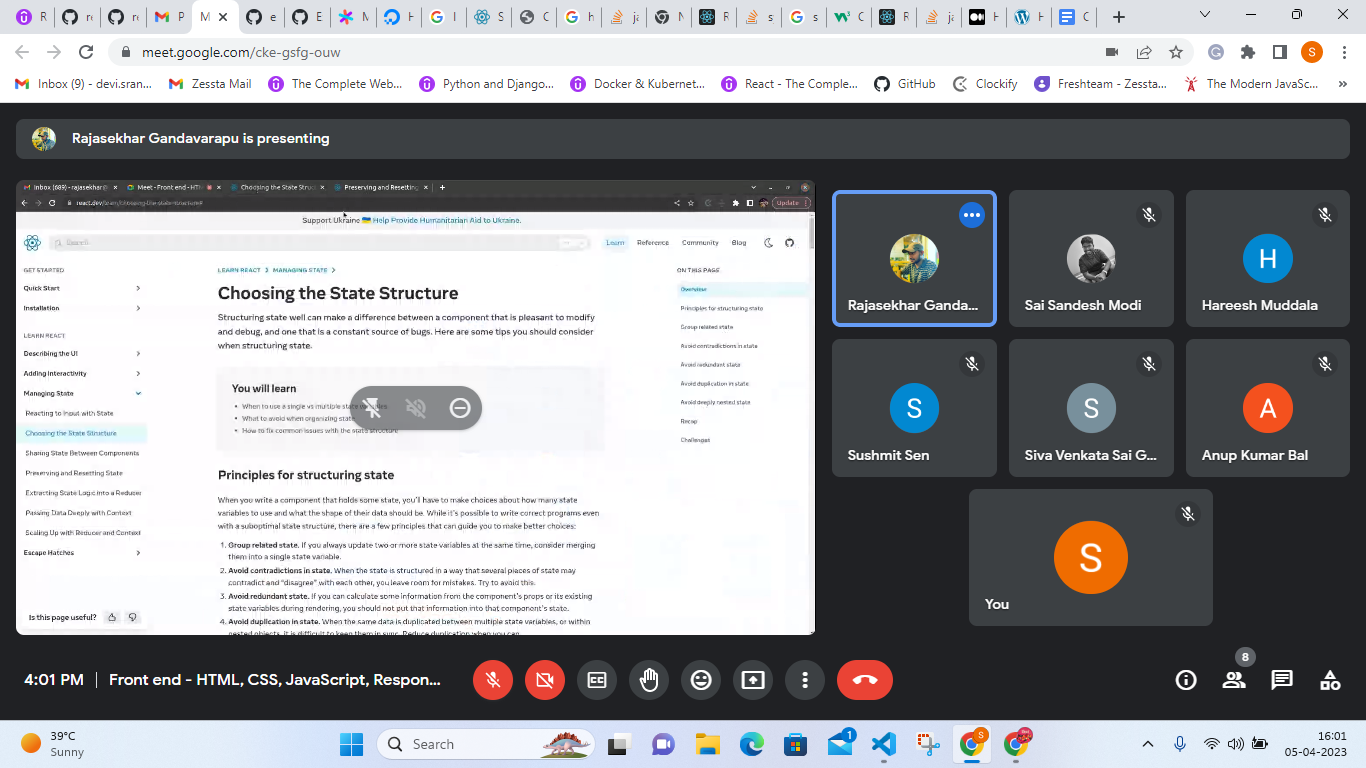 meet.google.com/cke-gsfg-ouw
S
Inbox (9) - devi.sran...
Zessta Mail
The Complete Web...
Python and Django...
Docker & Kubernet...
React - The Comple...
GitHub
Clockify
Freshteam - Zessta...
The Modern JavaSc...
Rajasekhar Gandavarapu is presenting
Inbox (689) - rajasekhar@
Meet - Front end - HTM
Choosing the State Struct
Preserving and Resetting
react.dev/learn/choosing-the-state-structure#
Update
Support Ukraine 🇺🇦 Help Provide Humanitarian Aid to Ukraine.
Search
Learn
Reference
Community
Blog
GET STARTED
Quick Start
Installation
LEARN REACT
Describing the UI
Adding Interactivity
Managing State
Reacting to Input with State
Choosing the State Structure
Sharing State Between Components
Preserving and Resetting State
Extracting State Logic into a Reducer
Passing Data Deeply with Context
Scaling Up with Reducer and Context
Escape Hatches
Is this page useful?
LEARN REACT > MANAGING STATE >
Choosing the State Structure
Structuring state well can make a difference between a component that is pleasant to modify
and debug, and one that is a constant source of bugs. Here are some tips you should consider
when structuring state.
You will learn
• When to use a single vs multiple state variables
• What to avoid when organizing state
• How to fix common issues with the state structure
Principles for structuring state
When you write a component that holds some state, you'll have to make choices about how many state
variables to use and what the shape of their data should be. While it's possible to write correct programs even
with a suboptimal state structure, there are a few principles that can guide you to make better choices:
1. Group related state. If you always update two or more state variables at the same time, consider merging
them into a single state variable.
2. Avoid contradictions in state. When the state is structured in a way that several pieces of state may
contradict and "disagree" with each other, you leave room for mistakes. Try to avoid this.
3. Avoid redundant state. If you can calculate some information from the component's props or its existing
state variables during rendering, you should not put that information into that component's state.
4. Avoid duplication in state. When the same data is duplicated between multiple state variables, or within
nested objects, it is difficult to keep them in sync. Reduce duplication when you can.
ON THIS PAGE
Overview
Principles for structuring state
Group related state
Avoid contradictions in state
Avoid redundant state
Avoid duplication in state
Avoid deeply nested state
Recap
Challenges
Rajasekhar Ganda...
Sai Sandesh Modi
H
Hareesh Muddala
S
Sushmit Sen
S
Siva Venkata Sai G...
A
Anup Kumar Bal
S
You
4:01 PM | Front end - HTML, CSS, JavaScript, Respon...
8
39°C
Sunny
Search
1
16:01
05-04-2023